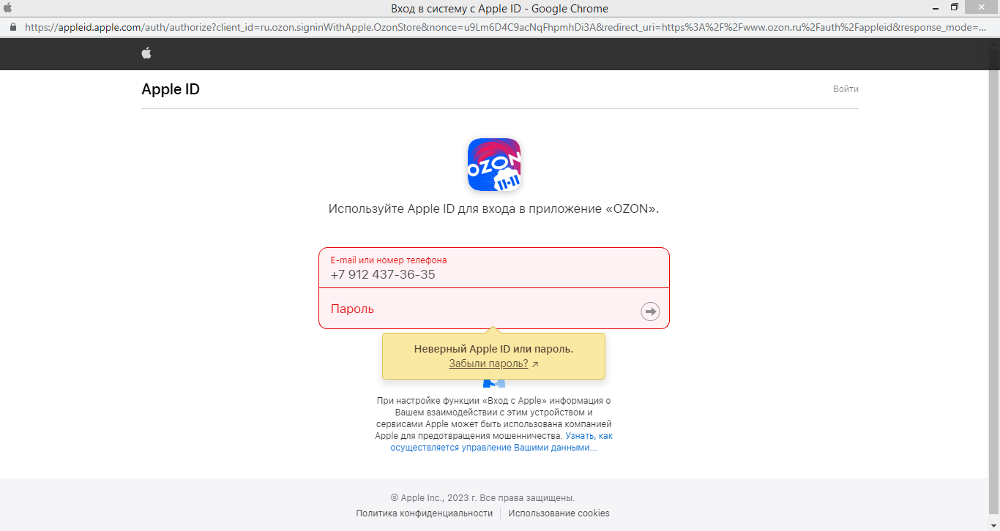 Вход в систему с Apple ID - Google Chrome
https://appleid.apple.com/auth/authorize?client_id=ru.ozon.signinWithApple.OzonStore&nonce=u9Lm6D4C9acNqFhpmhDi3A&redirect_uri=https%3A%2F%2Fwww.ozon.ru%2Fauth%2Fappleid&response_mode=...
Apple ID
Войти
OZON
Используйте Apple ID для входа в приложение «OZON».
E-mail или номер телефона
+7 912 437-36-35
Пароль
Неверный Apple ID или пароль.
Забыли пароль? ↗
При настройке функции «Вход с Apple» информация о
Вашем взаимодействии с этим устройством и
сервисами Apple может быть использована компанией
Apple для предотвращения мошенничества. Узнать, как
осуществляется управление Вашими данными...
© Apple Inc., 2023 г. Все права защищены.
Политика конфиденциальности
Использование cookies